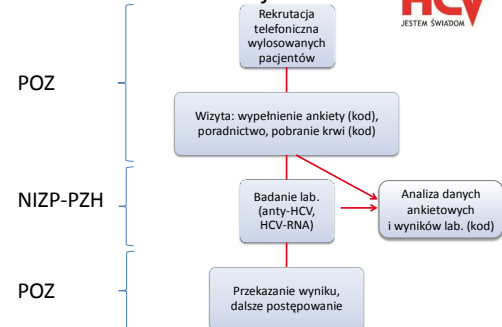 HCV
JESTEM ŚWIADOM
Rekrutacja
telefoniczna
wylosowanych
pacjentów
POZ
Wizyta: wypełnienie ankiety (kod),
poradnictwo, pobranie krwi (kod)
NIZP-PZH
Badanie lab.
(anty-HCV,
HCV-RNA)
Analiza danych
ankietowych
i wyników lab. (kod)
POZ
Przekazanie wyniku,
dalsze postępowanie